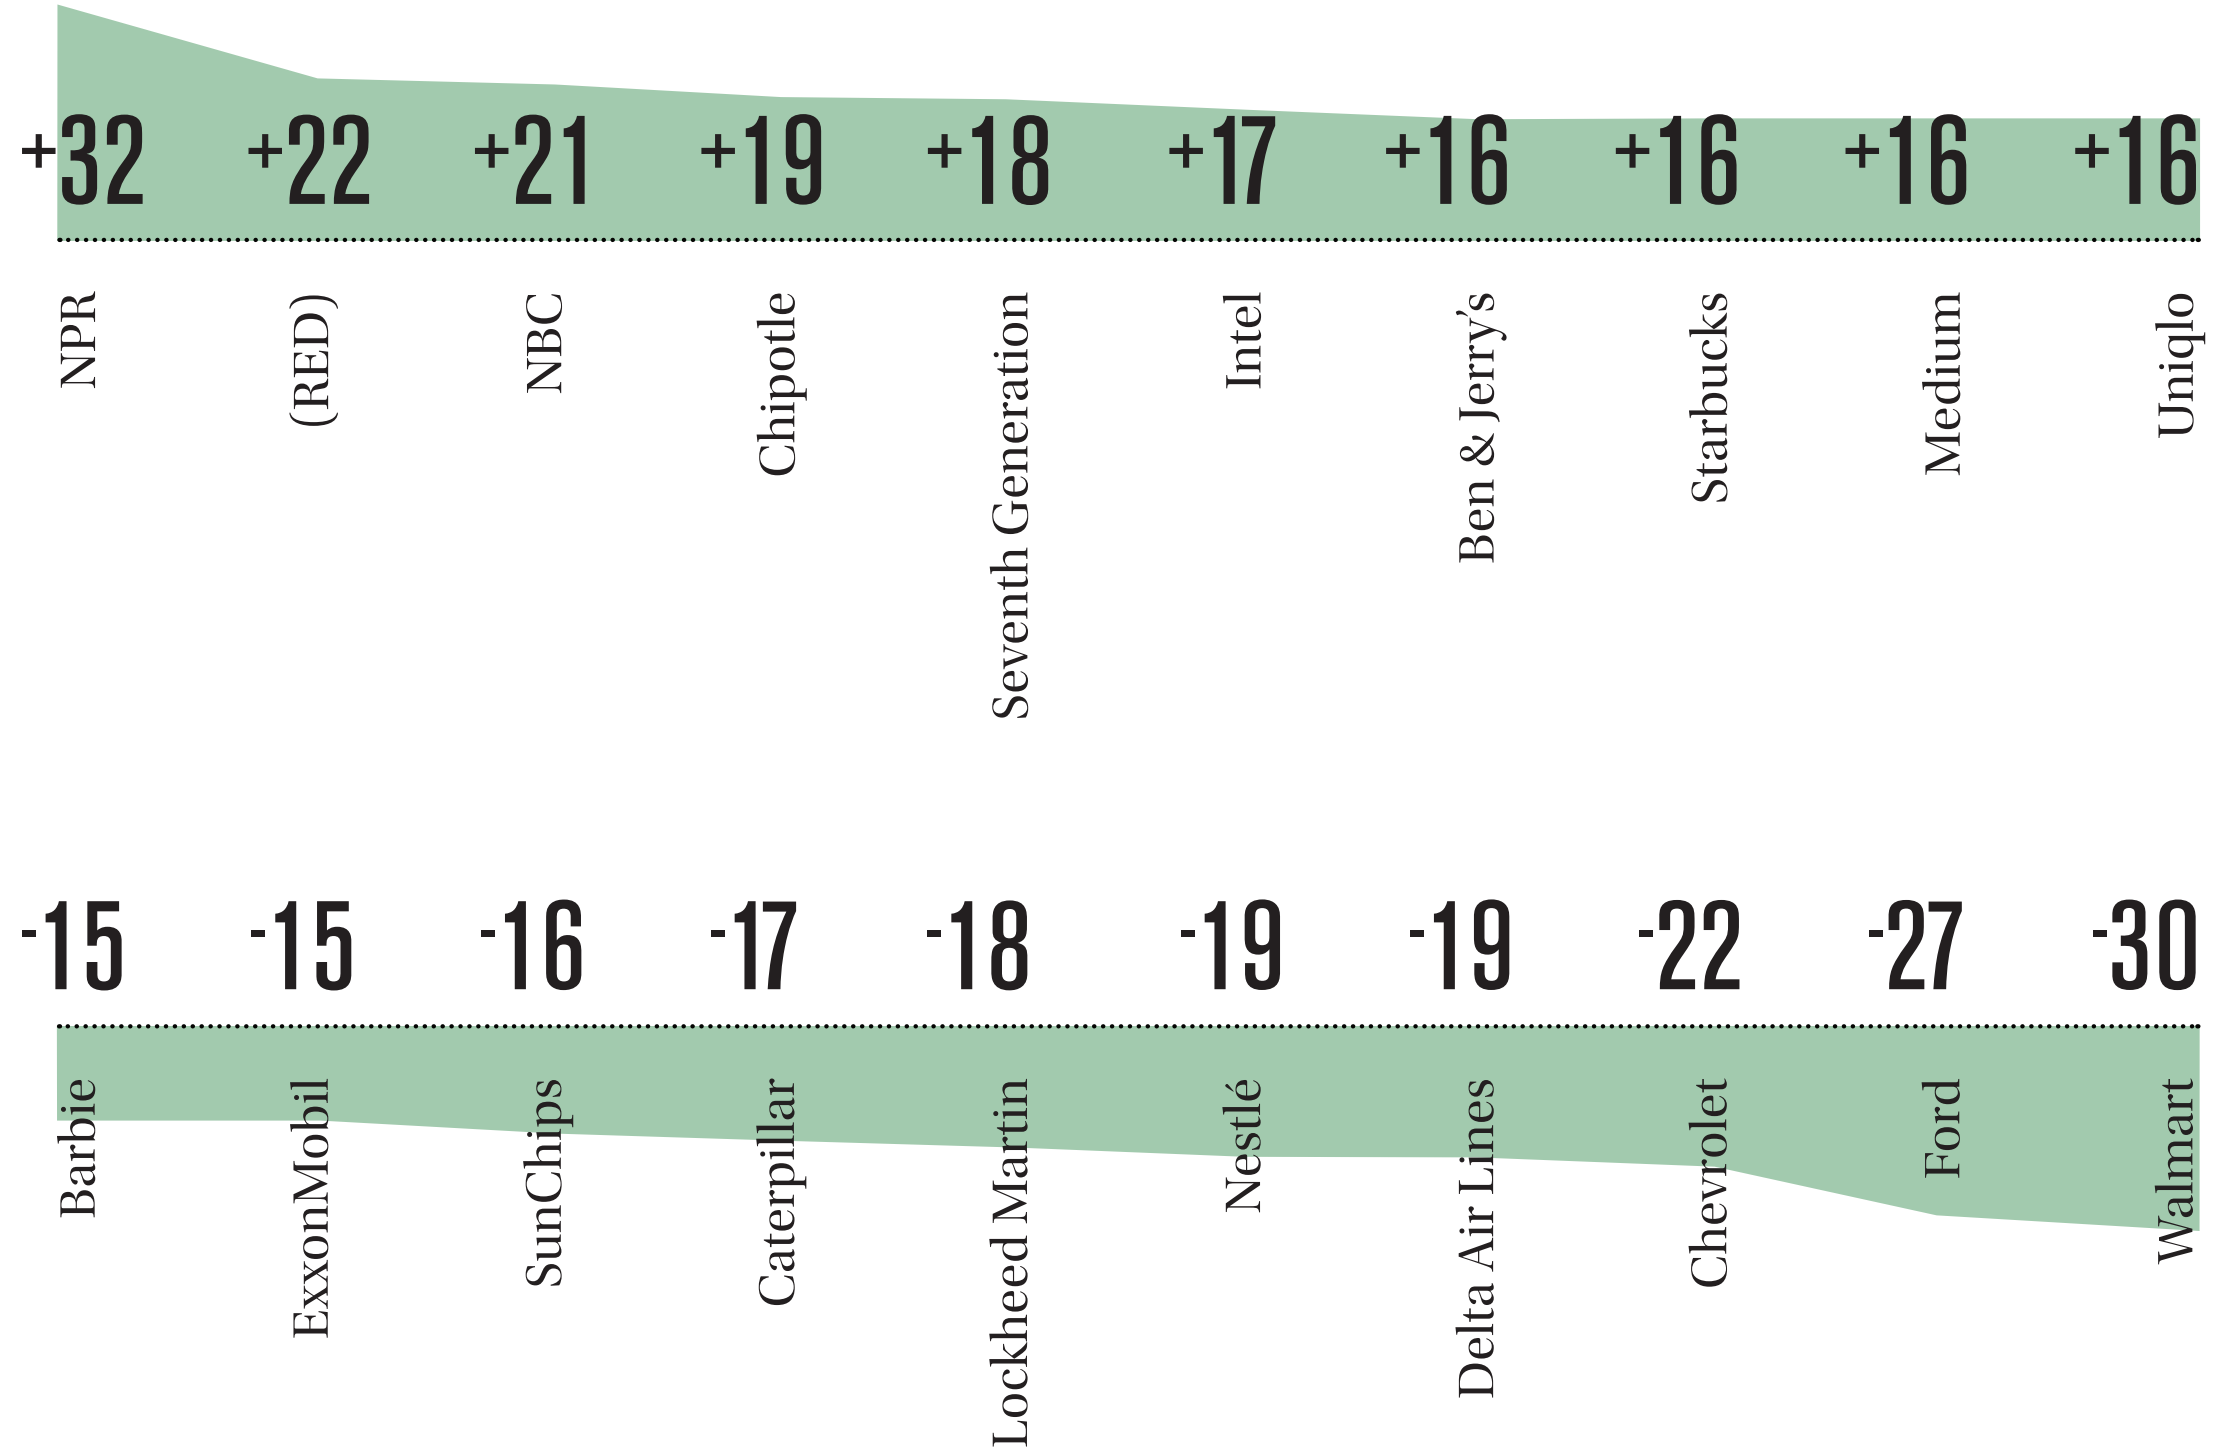 +32 +22 +21 +19 +18 +17 +16 +16 +16 +16
NPR
(RED)
NBC
Chipotle
Seventh Generation
Intel
Ben & Jerry’s
Starbucks
Medium
Uniqlo
-15 -15 -16 -17 -18 -19 -19 -22 -27 -30
Barbie
ExxonMobil
SunChips
Caterpillar
Lockheed Martin
Nestlé
Delta Air Lines
Chevrolet
Ford
Walmart